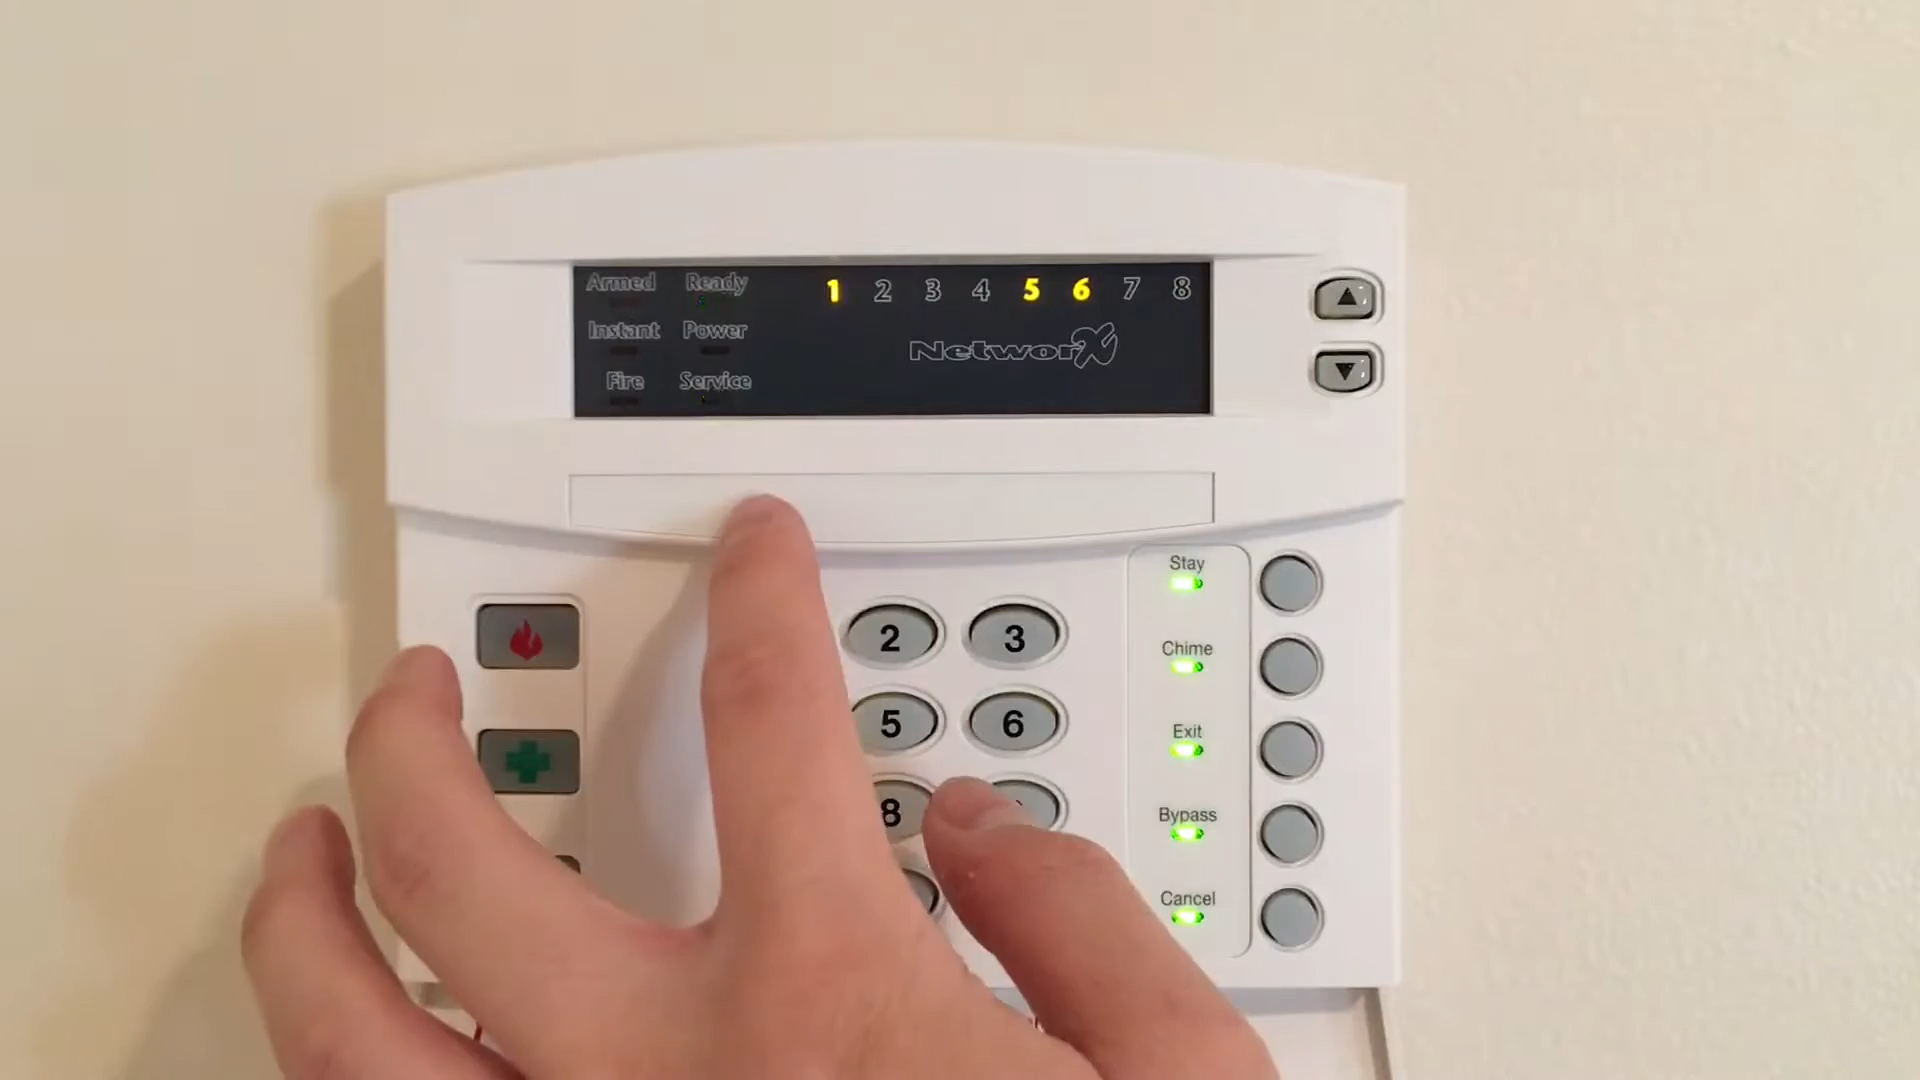 Armed Ready 1 2 3 4 5 6 7 8
Instant Power NetworX
Fire Service
Stay
2 3
Chime
5 6
Exit
8
Bypass
Cancel